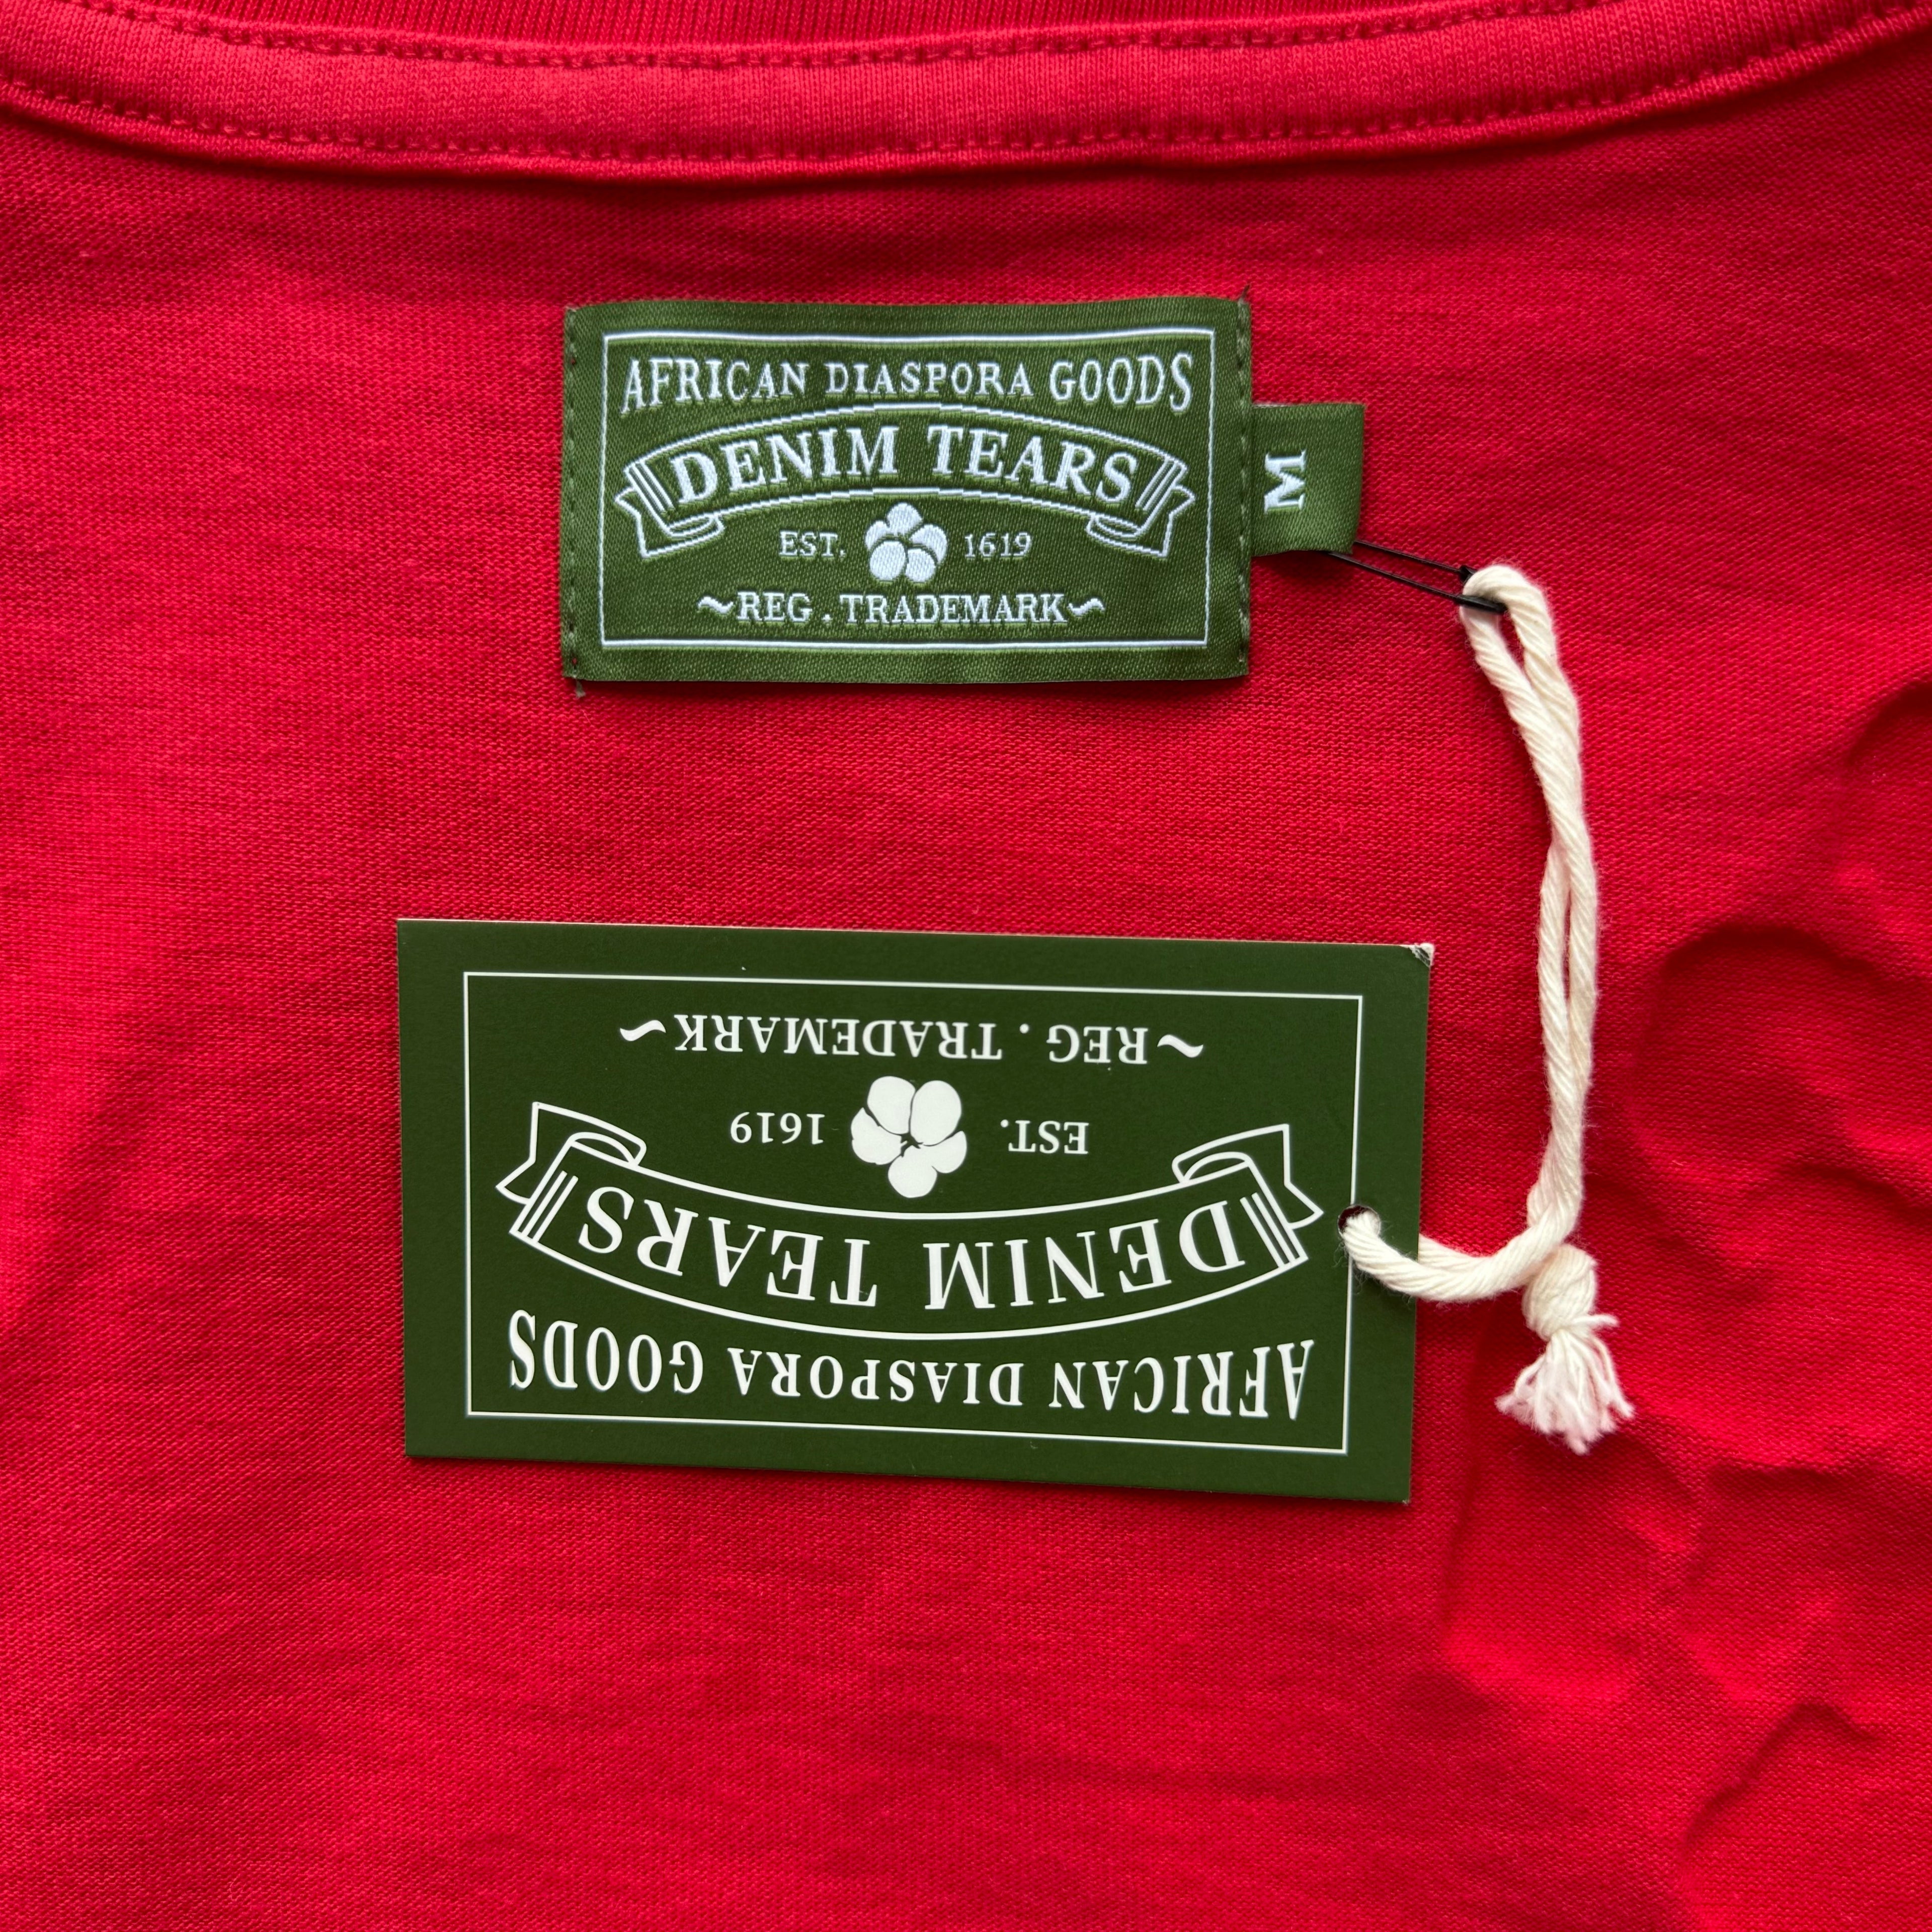 AFRICAN DIASPORA GOODS
DENIM TEARS
EST. 1619
~REG. TRADEMARK~
M
AFRICAN DIASPORA GOODS
DENIM TEARS
EST. 1619
~REG. TRADEMARK~